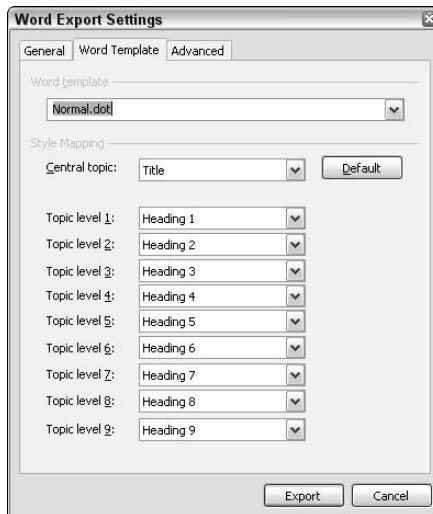 Word Export Settings
General Word Template Advanced
Word template
Normal.dot
Style Mapping
Central topic: Title Default
Topic level 1: Heading 1
Topic level 2: Heading 2
Topic level 3: Heading 3
Topic level 4: Heading 4
Topic level 5: Heading 5
Topic level 6: Heading 6
Topic level 7: Heading 7
Topic level 8: Heading 8
Topic level 9: Heading 9
Export Cancel